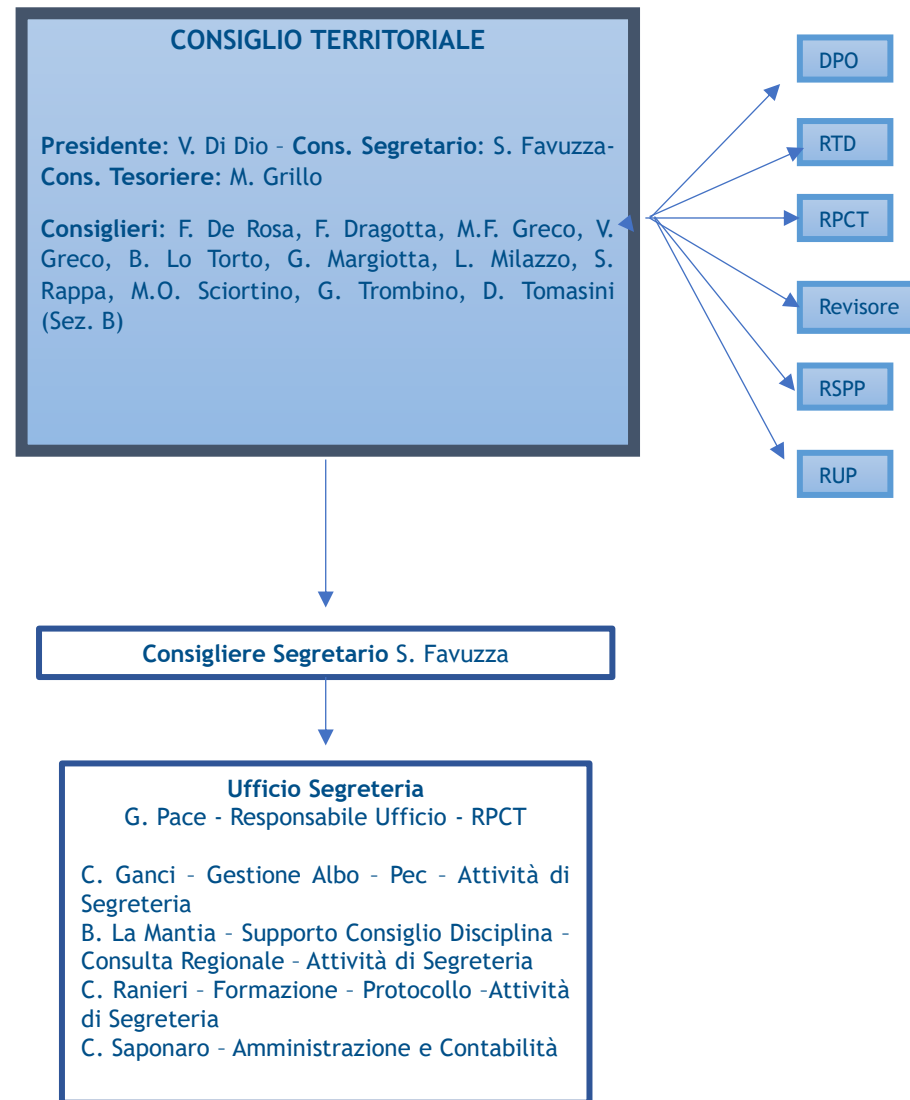 CONSIGLIO TERRITORIALE
Presidente: V. Di Dio – Cons. Segretario: S. Favuzza-
Cons. Tesoriere: M. Grillo
Consiglieri: F. De Rosa, F. Dragotta, M.F. Greco, V.
Greco, B. Lo Torto, G. Margiotta, L. Milazzo, S.
Rappa, M.O. Sciortino, G. Trombino, D. Tomasini
(Sez. B)
DPO
RTD
RPCT
Revisore
RSPP
RUP
Consigliere Segretario S. Favuzza
Ufficio Segreteria
G. Pace - Responsabile Ufficio - RPCT
C. Ganci – Gestione Albo – Pec – Attività di
Segreteria
B. La Mantia – Supporto Consiglio Disciplina –
Consulta Regionale – Attività di Segreteria
C. Ranieri – Formazione – Protocollo –Attività
di Segreteria
C. Saponaro – Amministrazione e Contabilità